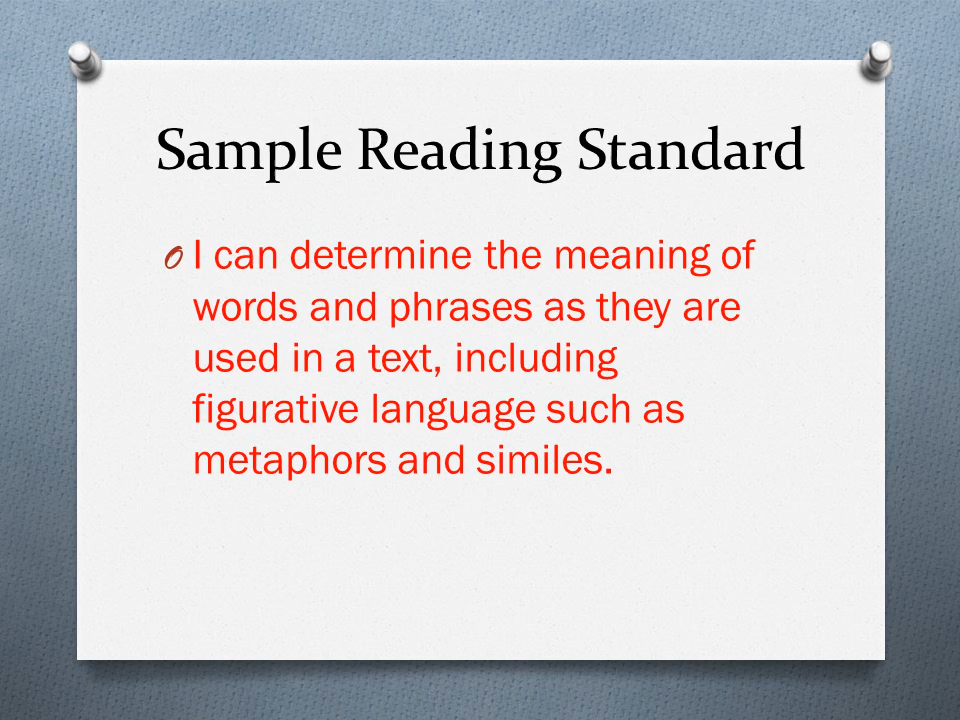 Sample Reading Standard
I can determine the meaning of
words and phrases as they are
used in a text, including
figurative language such as
metaphors and similes.